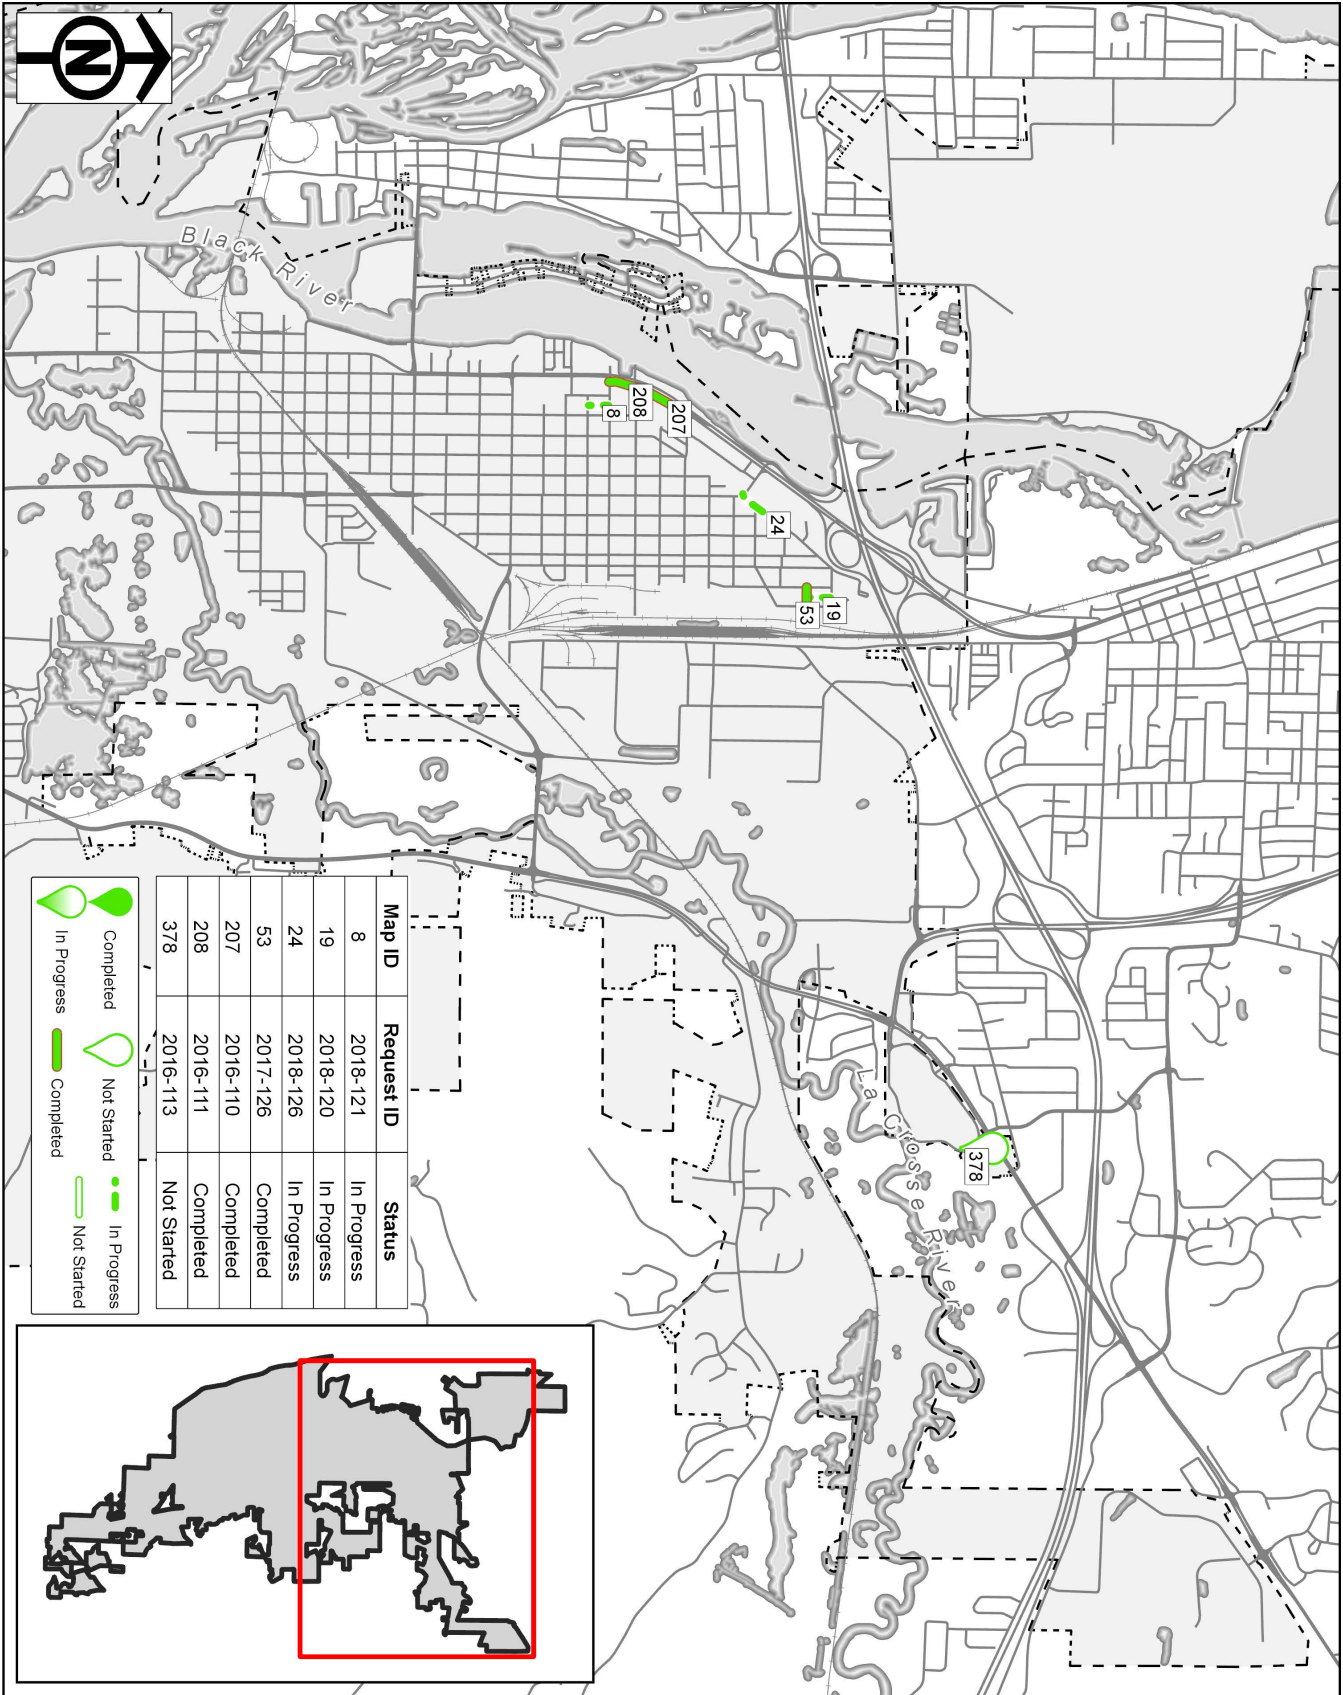 N
Black River
208
207
8
24
19
53
La Crosse River
378
Map ID Request ID Status
8 2018-121 In Progress
19 2018-120 In Progress
24 2018-126 In Progress
53 2017-126 Completed
207 2016-110 Completed
208 2016-111 Completed
378 2016-113 Not Started
Completed Not Started In Progress
In Progress Completed Not Started